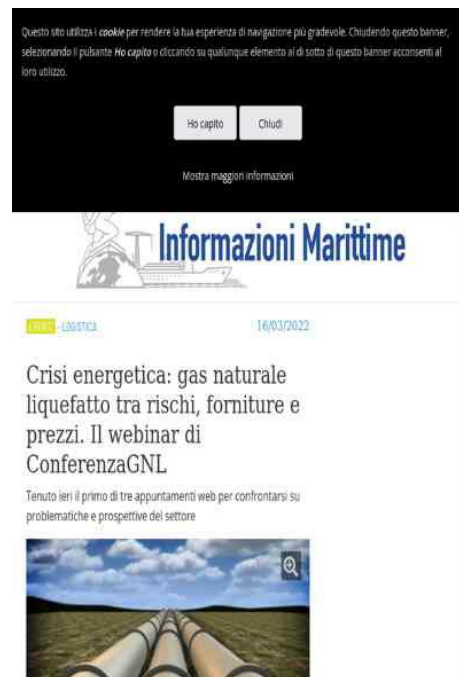 Questo sito utilizza i cookie per rendere la tua esperienza di navigazione più gradevole. Chiudendo questo banner,
selezionando il pulsante Ho capito o cliccando su qualunque elemento al di sotto di questo banner acconsenti al
loro utilizzo.
Ho capito
Chiudi
Mostra maggiori informazioni
Informazioni Marittime
- LOGISTICA
16/03/2022
Crisi energetica: gas naturale
liquefatto tra rischi, forniture e
prezzi. Il webinar di
ConferenzaGNL
Tenuto ieri il primo di tre appuntamenti web per confrontarsi su
problematiche e prospettive del settore